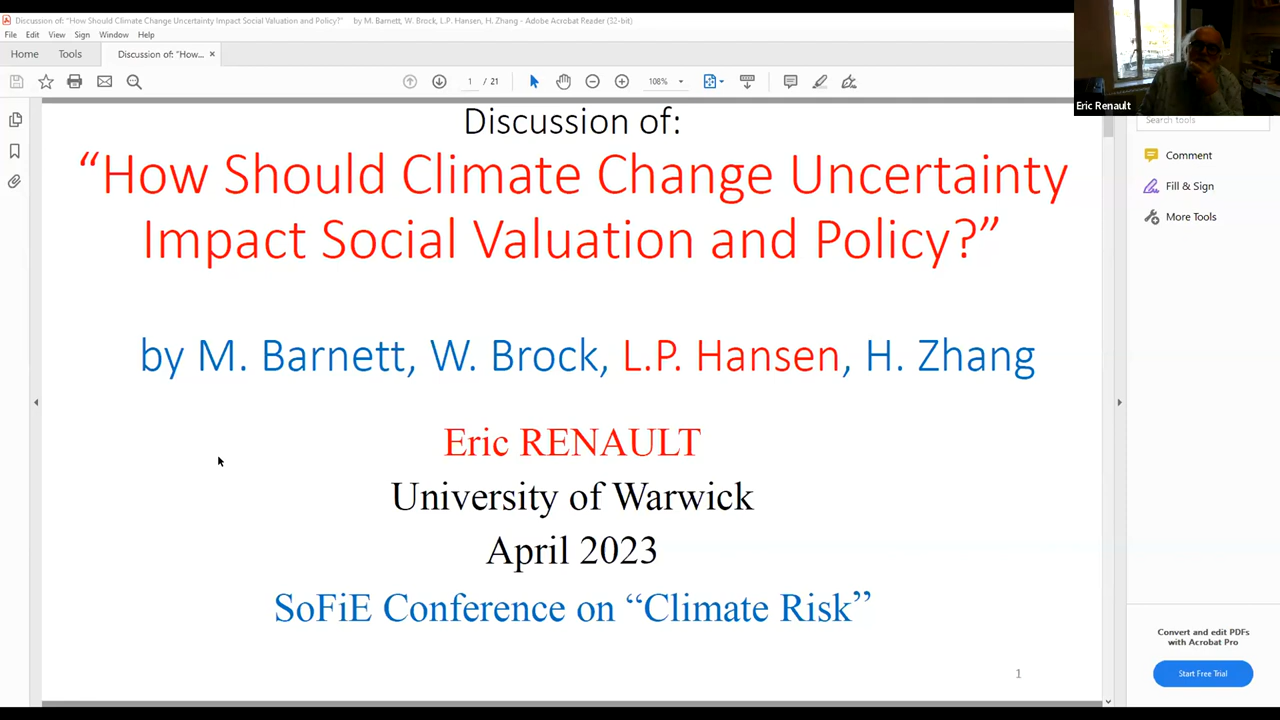 Discussion of: "How Should Climate Change Uncertainty Impact Social Valuation and Policy?" by M. Barnett, W. Brock, L.P. Hansen, H. Zhang - Adobe Acrobat Reader (32-bit)
File Edit View Sign Window Help
Home Tools Discussion of: "How... ×
1 / 21 108%
Eric Renault
Search tools
Comment
Fill & Sign
More Tools
Discussion of:
“How Should Climate Change Uncertainty
Impact Social Valuation and Policy?”
by M. Barnett, W. Brock, L.P. Hansen, H. Zhang
Eric RENAULT
University of Warwick
April 2023
SoFiE Conference on “Climate Risk”
1
Convert and edit PDFs
with Acrobat Pro
Start Free Trial